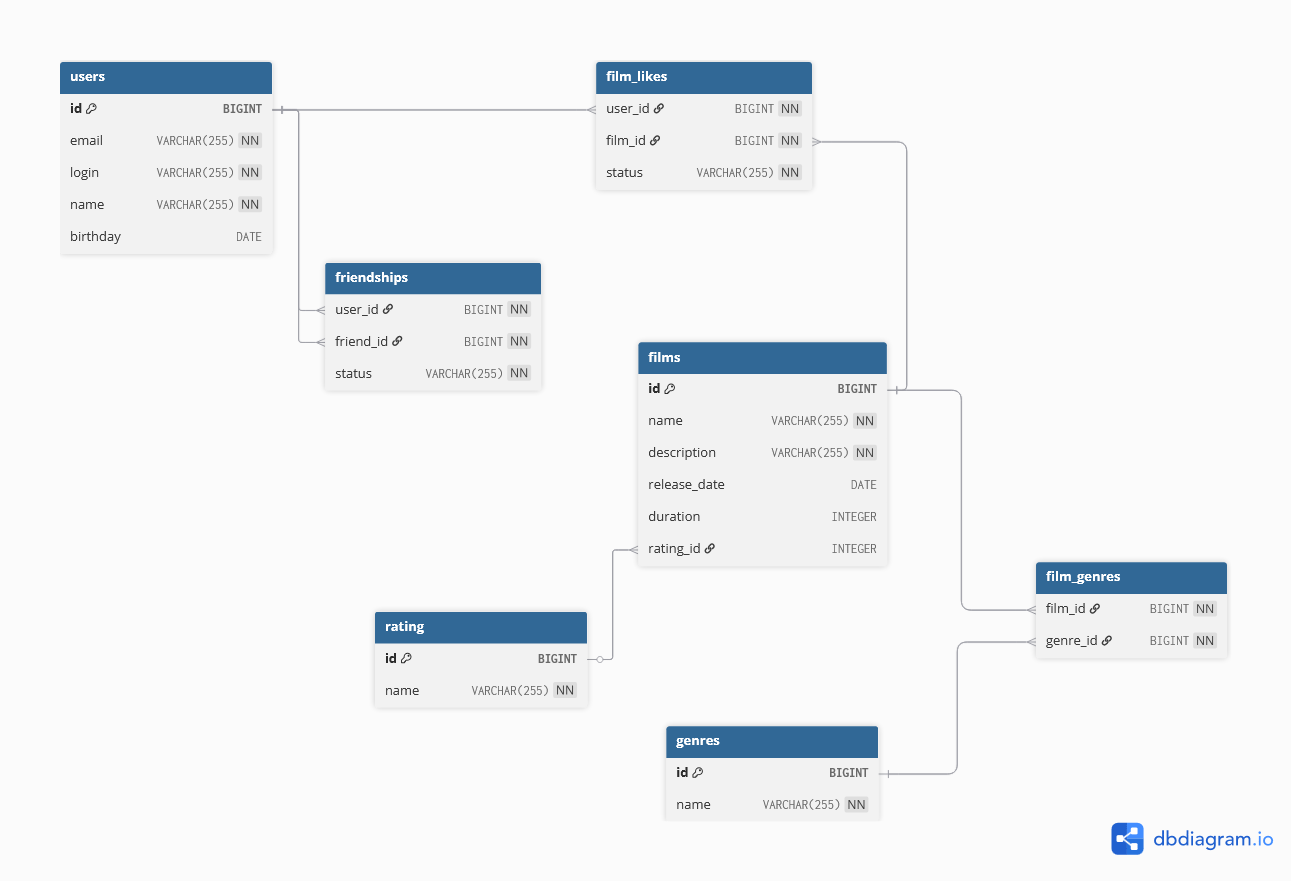 users
id BIGINT
email VARCHAR(255) NN
login VARCHAR(255) NN
name VARCHAR(255) NN
birthday DATE
film_likes
user_id BIGINT NN
film_id BIGINT NN
status VARCHAR(255) NN
friendships
user_id BIGINT NN
friend_id BIGINT NN
status VARCHAR(255) NN
films
id BIGINT
name VARCHAR(255) NN
description VARCHAR(255) NN
release_date DATE
duration INTEGER
rating_id INTEGER
film_genres
film_id BIGINT NN
genre_id BIGINT NN
rating
id BIGINT
name VARCHAR(255) NN
genres
id BIGINT
name VARCHAR(255) NN
dbdiagram.io